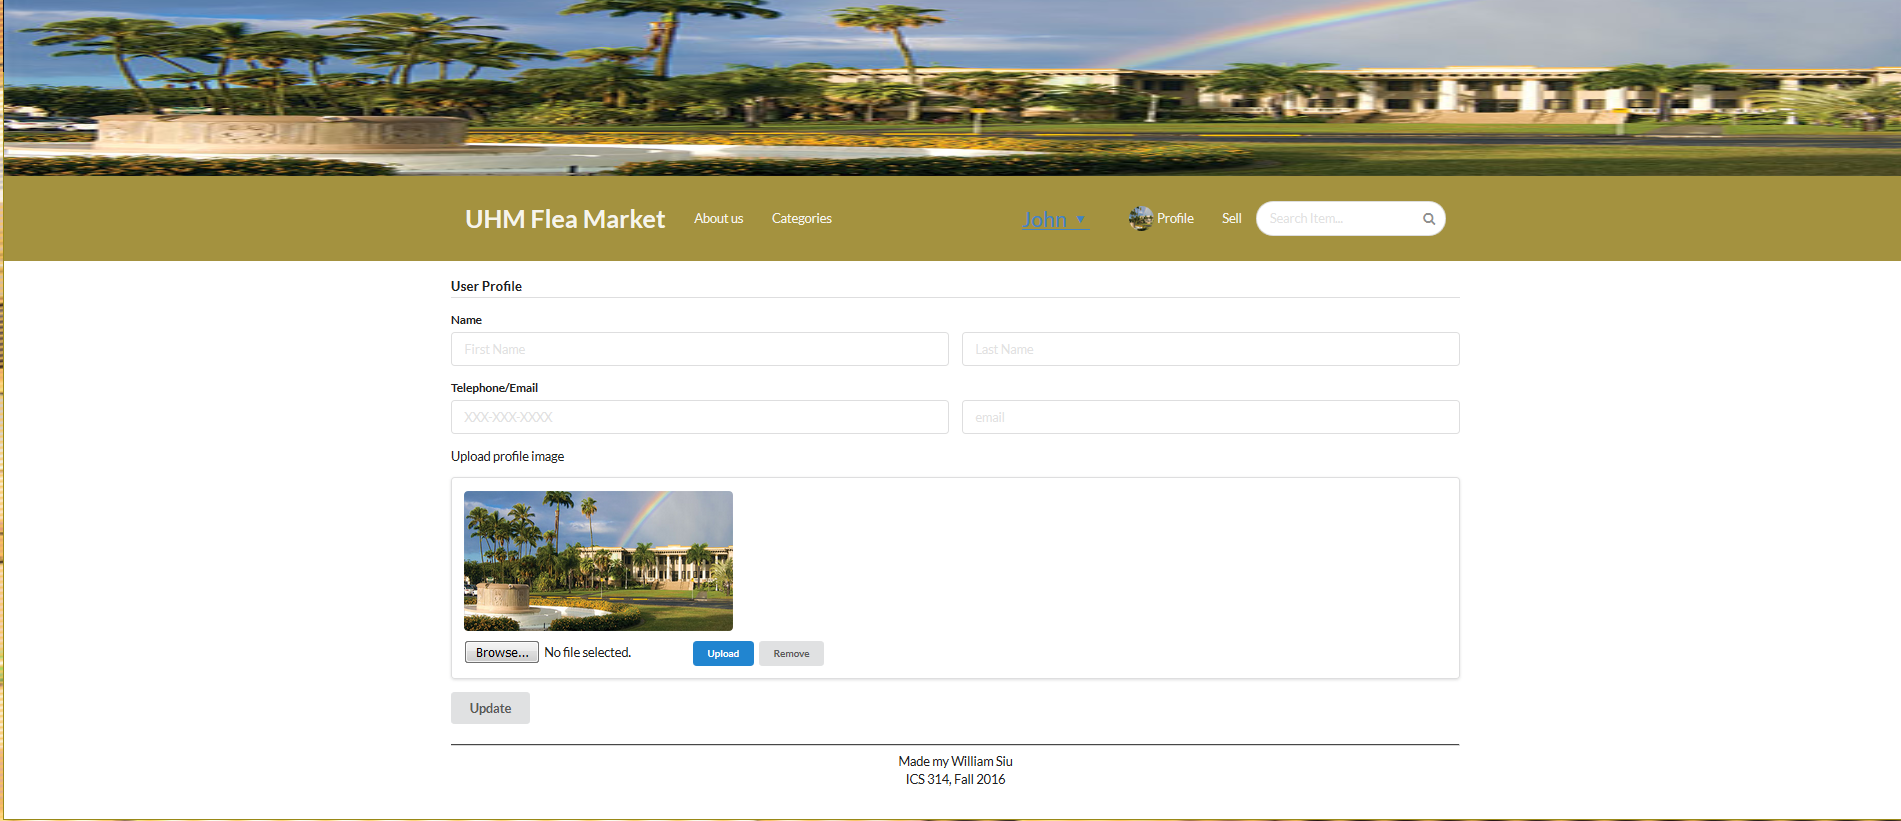 UHM Flea Market About us Categories John ▼ Profile Sell Search Item...
User Profile
Name
First Name Last Name
Telephone/Email
XXX-XXX-XXXX email
Upload profile image
Browse... No file selected. Upload Remove
Update
Made my William Siu
ICS 314, Fall 2016